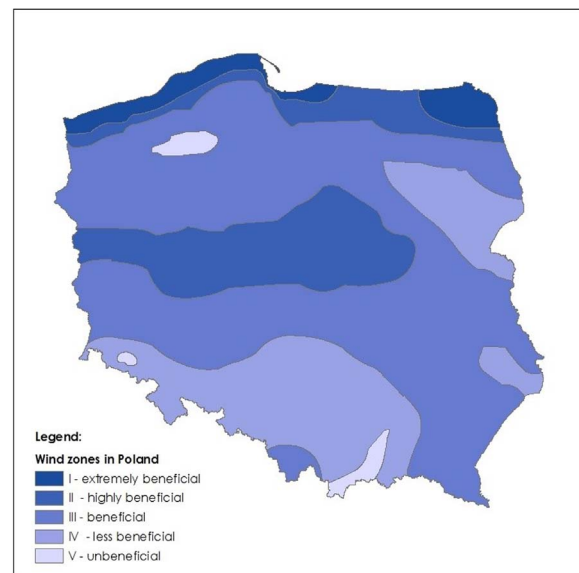 Legend:
Wind zones in Poland
I - extremely beneficial
II - highly beneficial
III - beneficial
IV - less beneficial
V - unbeneficial